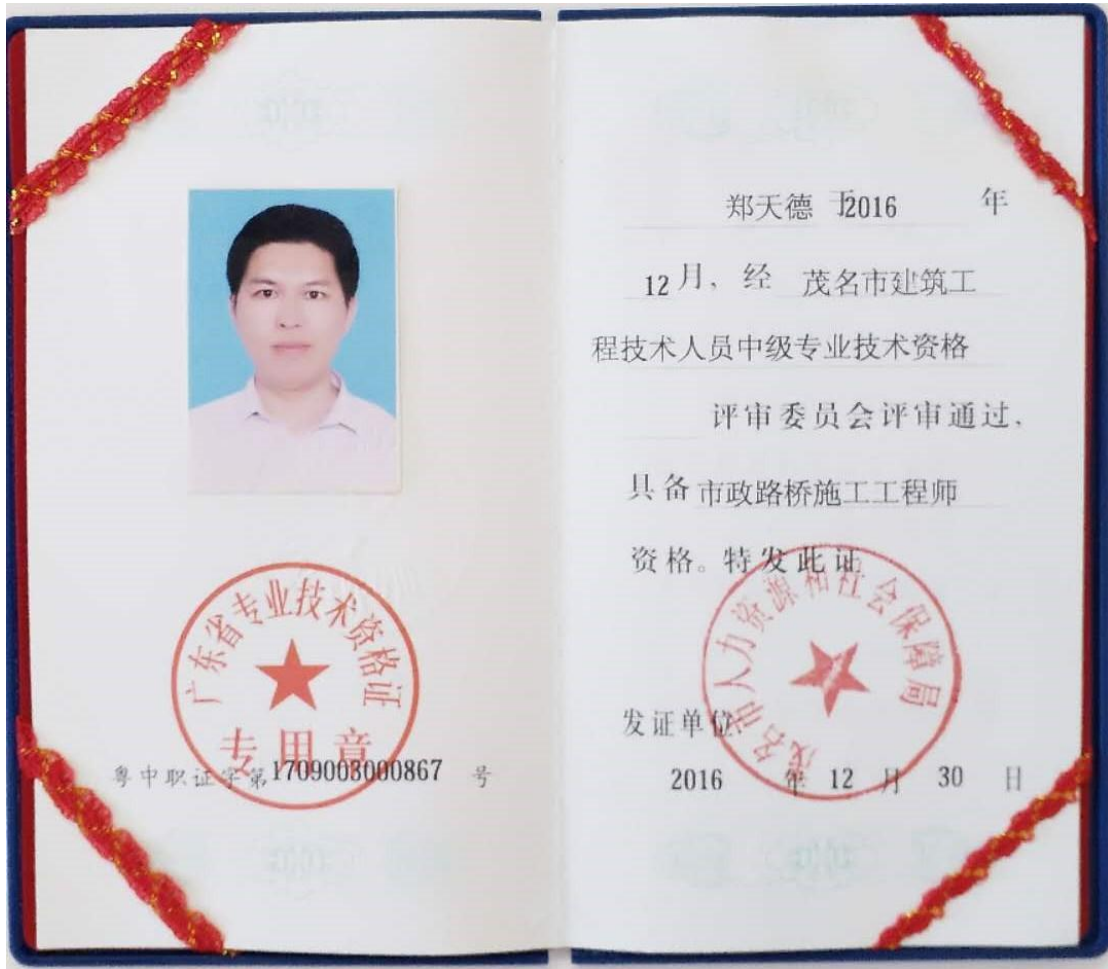 广东省专业技术资格证
专用章
粤中职证字第1709003000867 号
郑天德 于2016 年
12月，经 茂名市建筑工
程技术人员中级专业技术资格
评审委员会评审通过，
具备 市政路桥施工工程师
资格。特发此证
茂名市人力资源和社会保障局
发证单位:
2016 年 12 月 30 日